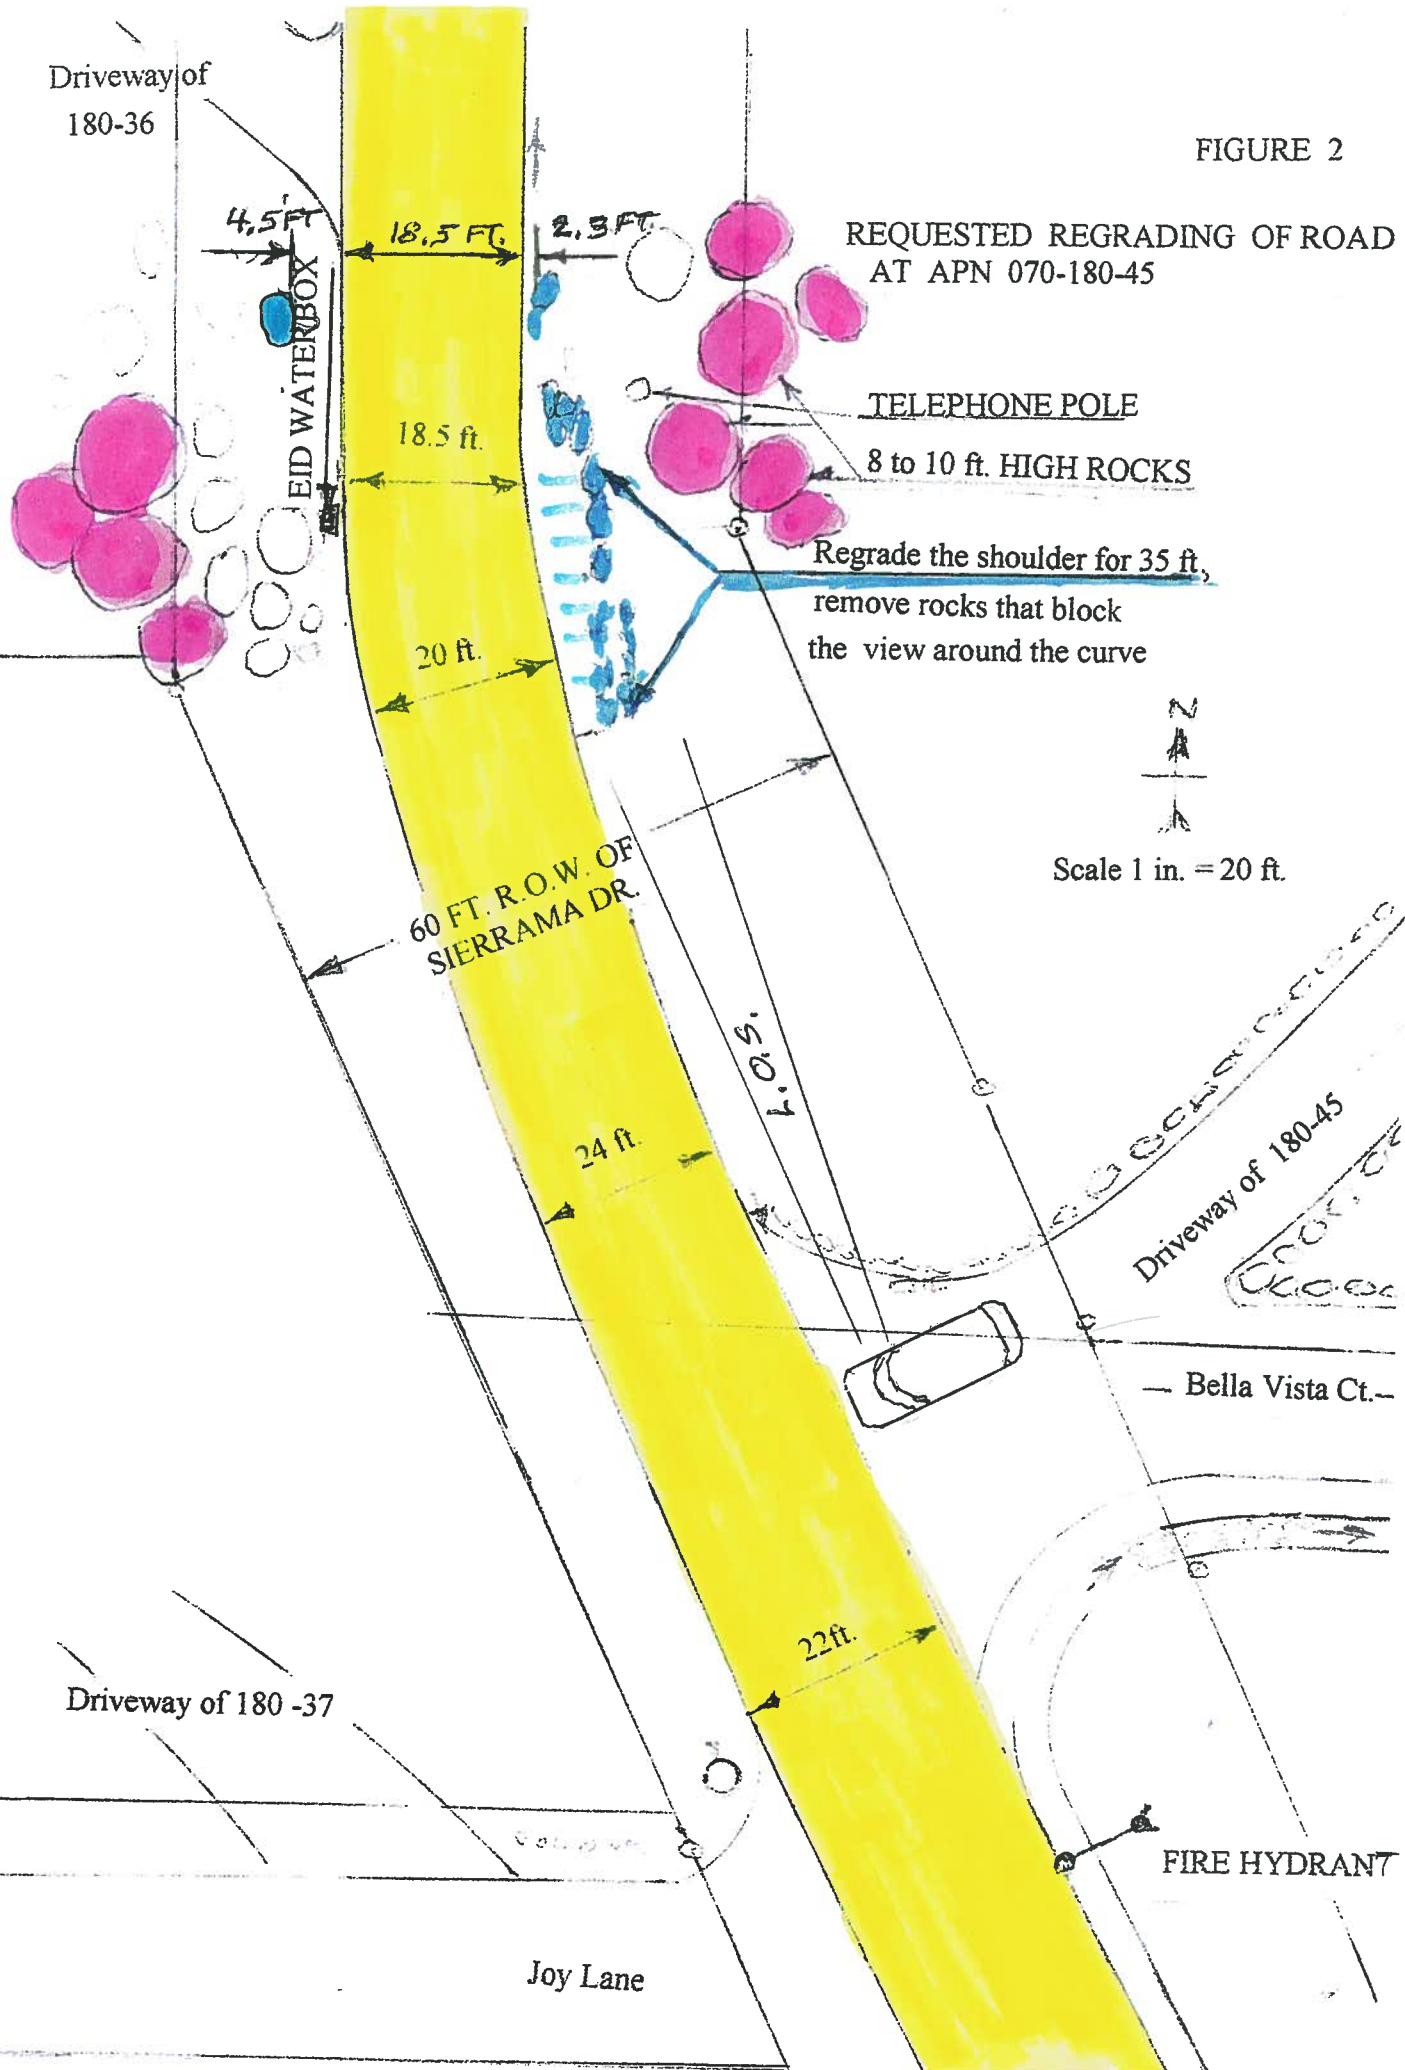 Driveway of
180-36
FIGURE 2
4.5 FT
18.5 FT.
2.3 FT.
REQUESTED REGRADING OF ROAD
AT APN 070-180-45
EID WATER BOX
TELEPHONE POLE
18.5 ft.
8 to 10 ft. HIGH ROCKS
Regrade the shoulder for 35 ft,
remove rocks that block
the view around the curve
20 ft.
N
Scale 1 in. = 20 ft.
60 FT. R.O.W. OF
SIERRAMA DR.
L.O.S.
24 ft.
Driveway of 180-45
Bella Vista Ct.
22ft.
Driveway of 180 -37
FIRE HYDRANT
Joy Lane